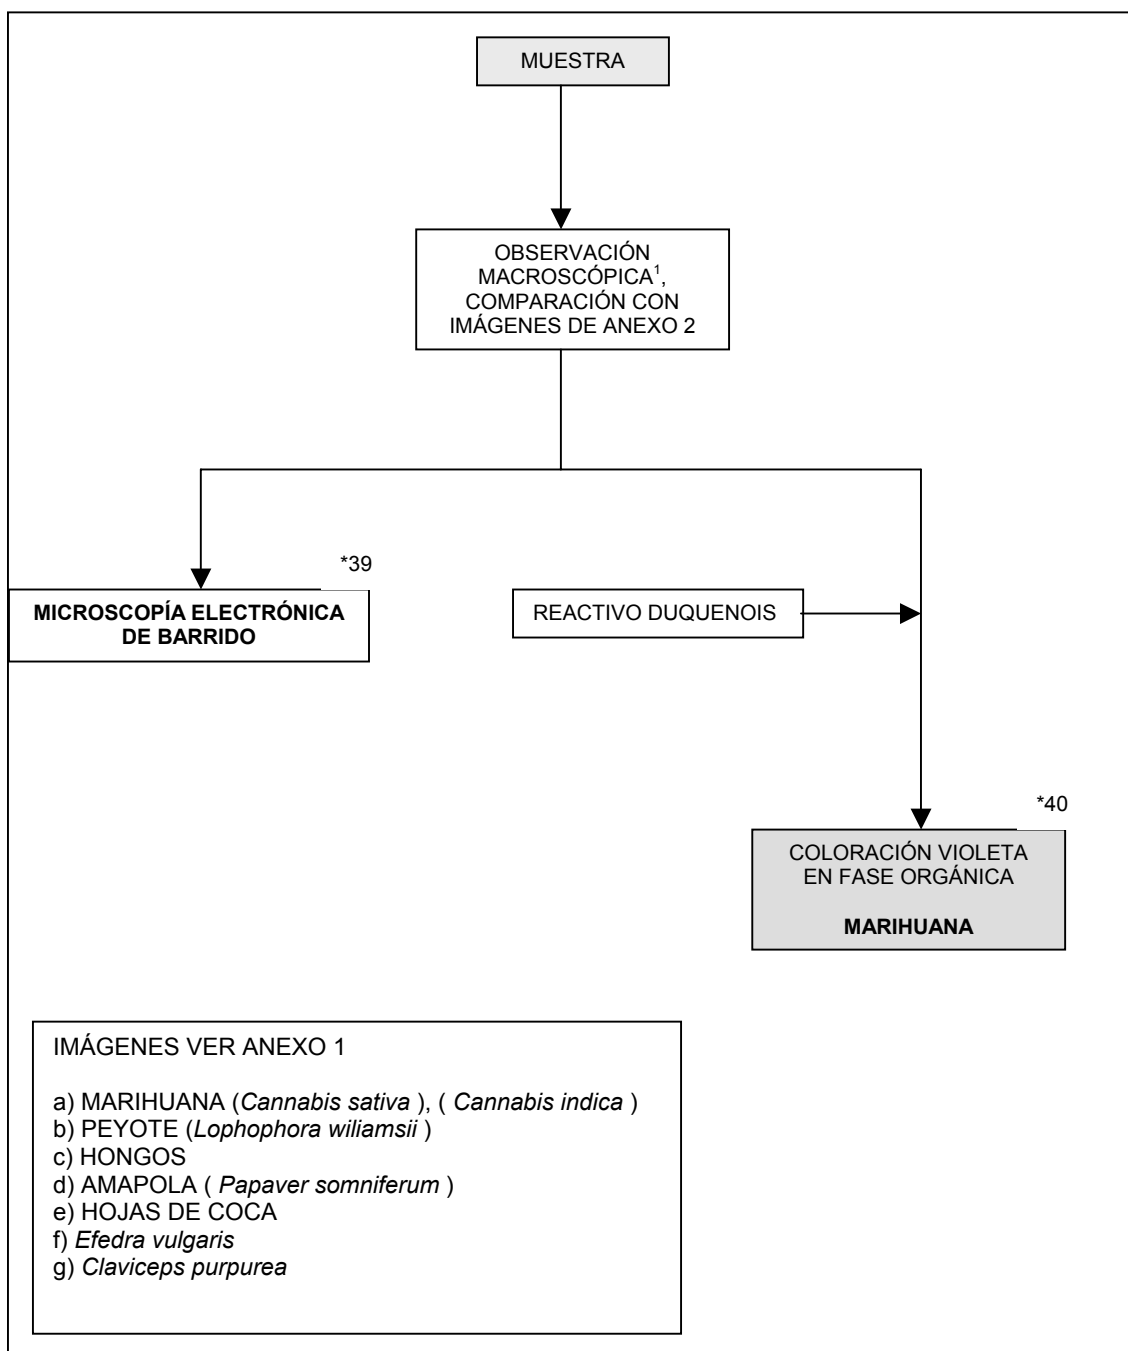 MUESTRA
OBSERVACIÓN
MACROSCÓPICA¹,
COMPARACIÓN CON
IMÁGENES DE ANEXO 2
*39
MICROSCOPÍA ELECTRÓNICA
DE BARRIDO
REACTIVO DUQUENOIS
*40
COLORACIÓN VIOLETA
EN FASE ORGÁNICA
MARIHUANA
IMÁGENES VER ANEXO 1
a) MARIHUANA (Cannabis sativa ), ( Cannabis indica )
b) PEYOTE (Lophophora wiliamsii )
c) HONGOS
d) AMAPOLA ( Papaver somniferum )
e) HOJAS DE COCA
f) Efedra vulgaris
g) Claviceps purpurea